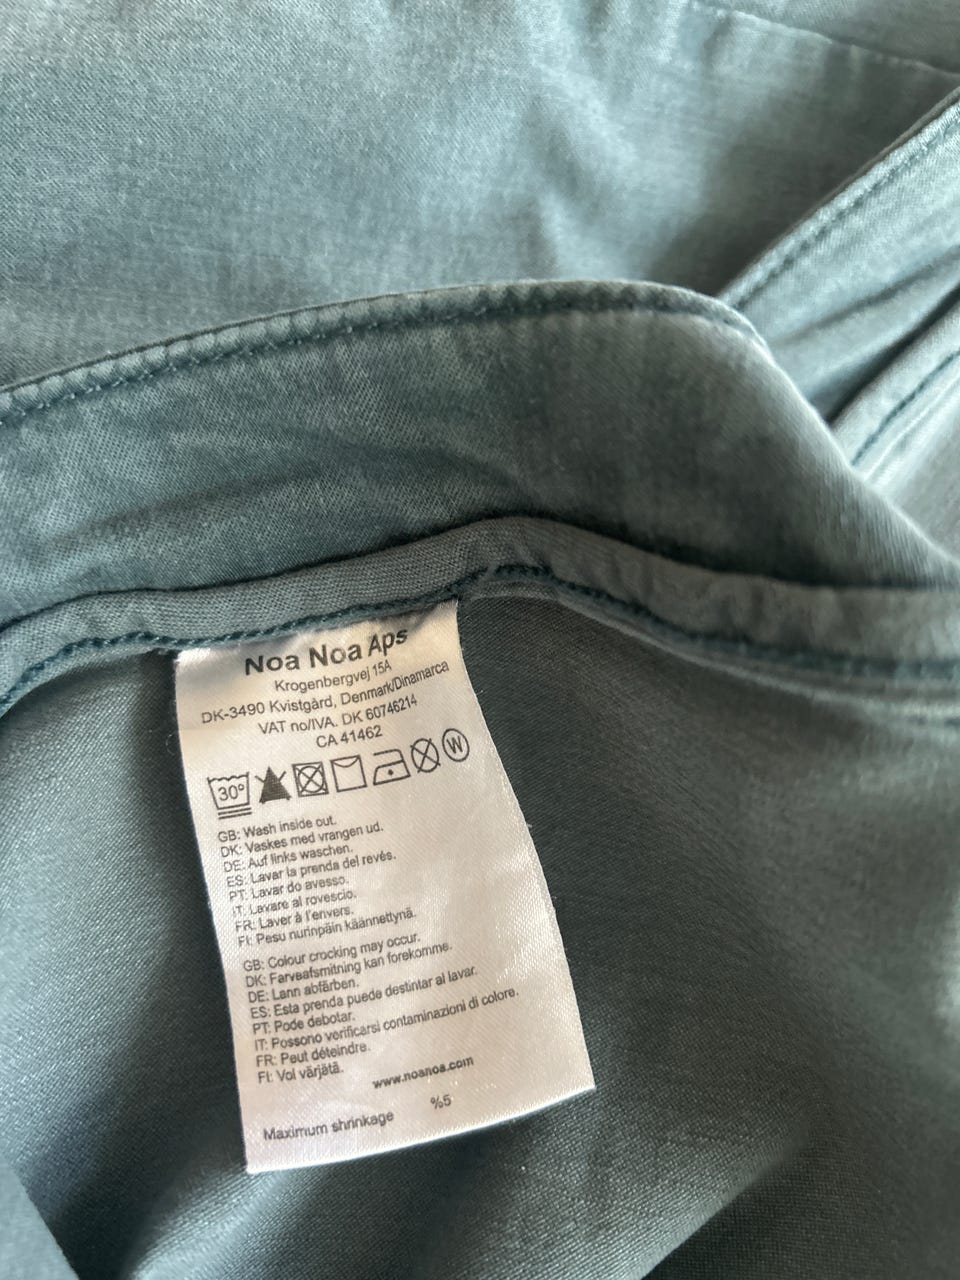 Noa Noa Aps
Krogenbergvej 15A
DK-3490 Kvistgård, Denmark/Dinamarca
VAT no/IVA. DK 60746214
CA 41462
30° W
GB: Wash inside out.
DK: Vaskes med vrangen ud.
DE: Auf links waschen.
ES: Lavar la prenda del revés.
PT: Lavar do avesso.
IT: Lavare al rovescio.
FR: Laver à l'envers.
FI: Pesu nurinpäin käännettynä.
GB: Colour crocking may occur.
DK: Farveafsmitning kan forekomme.
DE: Lann abfärben.
ES: Esta prenda puede destintar al lavar.
PT: Pode debotar.
IT: Possono verificarsi contaminazioni di colore.
FR: Peut déteindre.
FI: Vol värjätä.
www.noanoa.com
Maximum shrinkage %5